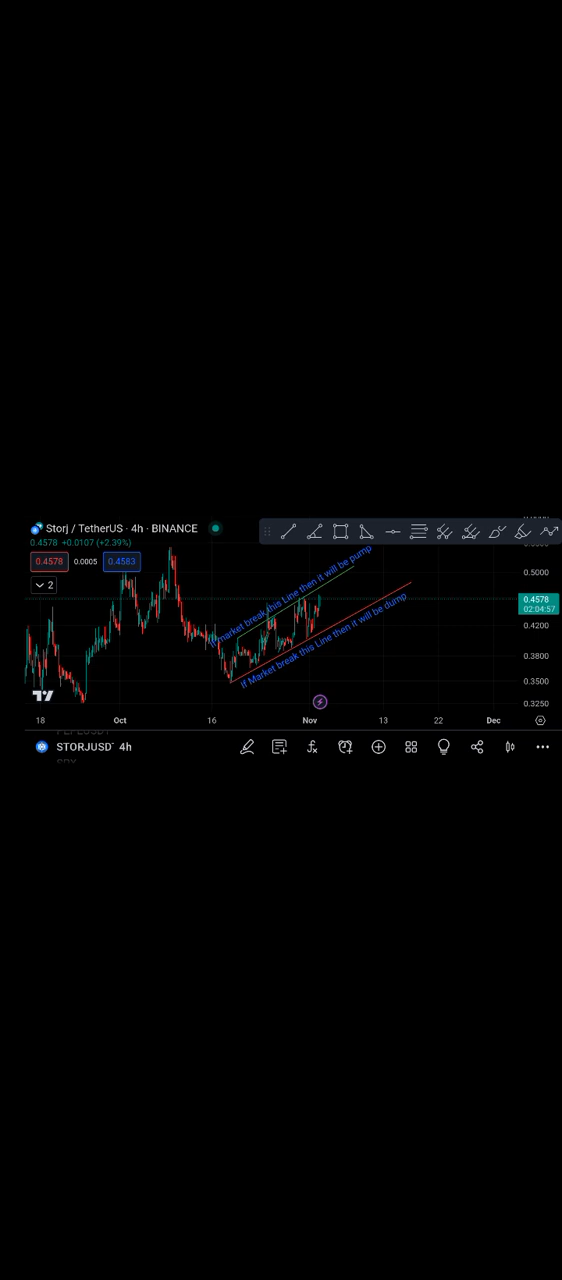 Storj / TetherUS · 4h · BINANCE
0.4578 +0.0107 (+2.39%)
0.4578 0.0005 0.4583
2
If market break this Line then it will be pump
If Market break this Line then it will be dump
0.5000
0.4578
02:04:57
0.4200
0.3800
0.3500
0.3250
18 Oct 16 Nov 13 22 Dec
STORJUSDT 4h